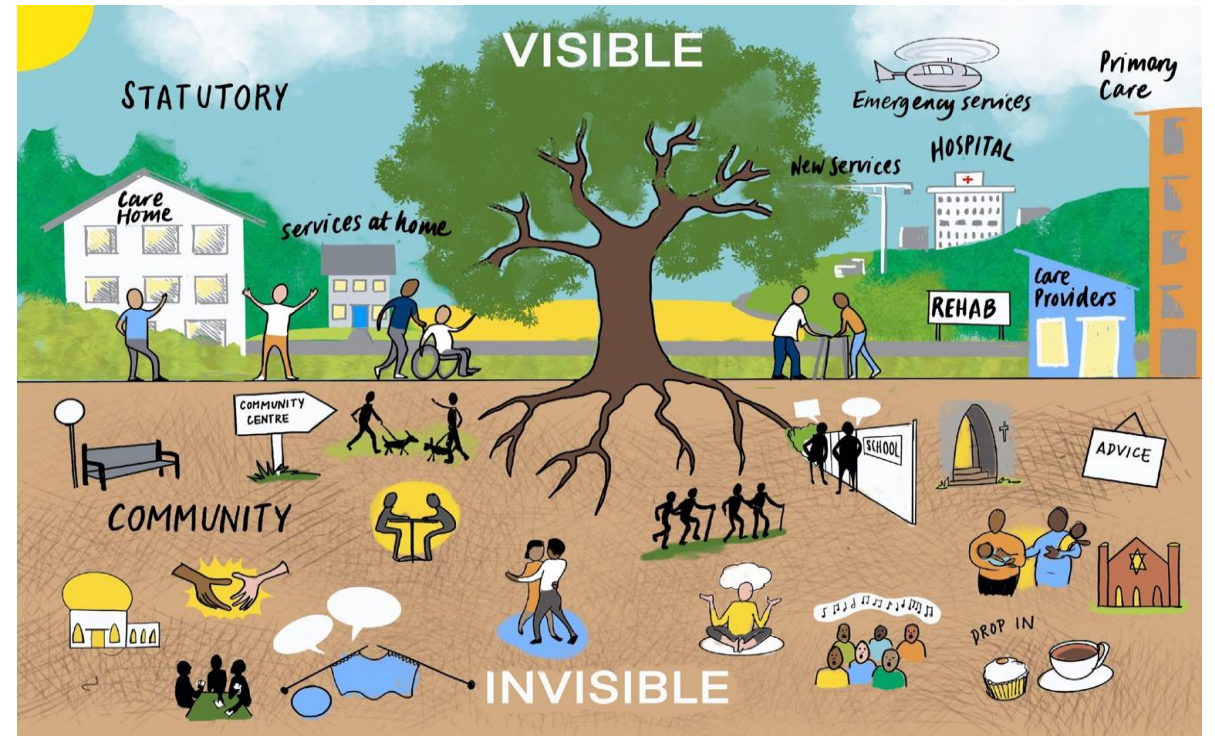 VISIBLE
STATUTORY
Emergency services
Primary
Care
HOSPITAL
New Services
Care
Home
services at home
Care
Providers
REHAB
COMMUNITY
CENTRE
SCHOOL
ADVICE
COMMUNITY
DROP IN
INVISIBLE